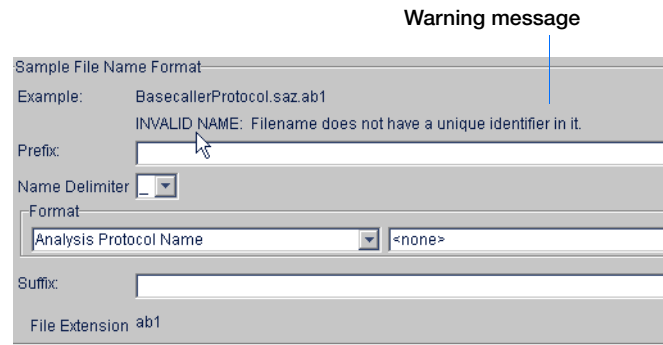 Warning message
Sample File Name Format
Example: BasecallerProtocol.saz.ab1
INVALID NAME: Filename does not have a unique identifier in it.
Prefix:
Name Delimiter _
Format
Analysis Protocol Name <none>
Suffix:
File Extension ab1